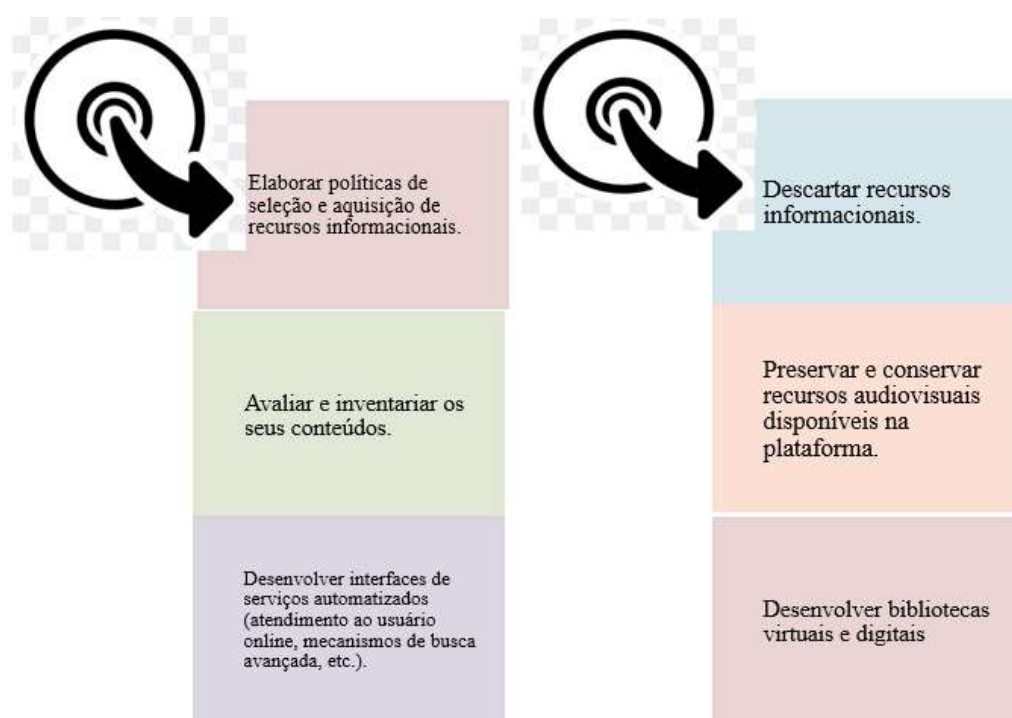 Elaborar políticas de
seleção e aquisição de
recursos informacionais.
Avaliar e inventariar os
seus conteúdos.
Desenvolver interfaces de
serviços automatizados
(atendimento ao usuário
online, mecanismos de busca
avançada, etc.).
Descartar recursos
informacionais.
Preservar e conservar
recursos audiovisuais
disponíveis na
plataforma.
Desenvolver bibliotecas
virtuais e digitais